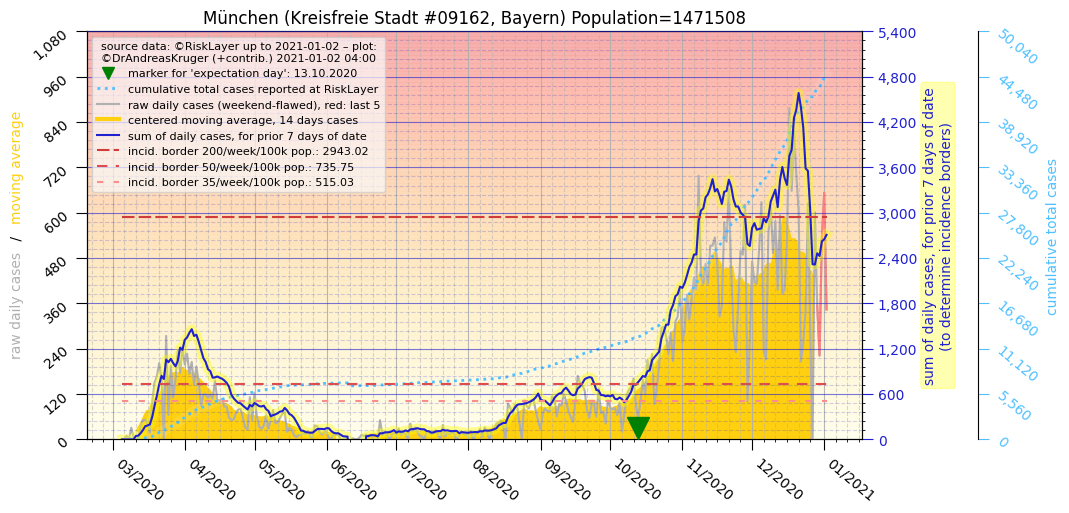 München (Kreisfreie Stadt #09162, Bayern) Population=1471508
source data: ©RiskLayer up to 2021-01-02 – plot:
©DrAndreasKruger (+contrib.) 2021-01-02 04:00
marker for 'expectation day': 13.10.2020
cumulative total cases reported at RiskLayer
raw daily cases (weekend-flawed), red: last 5
centered moving average, 14 days cases
sum of daily cases, for prior 7 days of date
incid. border 200/week/100k pop.: 2943.02
incid. border 50/week/100k pop.: 735.75
incid. border 35/week/100k pop.: 515.03
raw daily cases / moving average
1,080
960
840
720
600
480
360
240
120
0
03/2020
04/2020
05/2020
06/2020
07/2020
08/2020
09/2020
10/2020
11/2020
12/2020
01/2021
5,400
4,800
4,200
3,600
3,000
2,400
1,800
1,200
600
0
sum of daily cases, for prior 7 days of date
(to determine incidence borders)
50,040
44,480
38,920
33,360
27,800
22,240
16,680
11,120
5,560
0
cumulative total cases